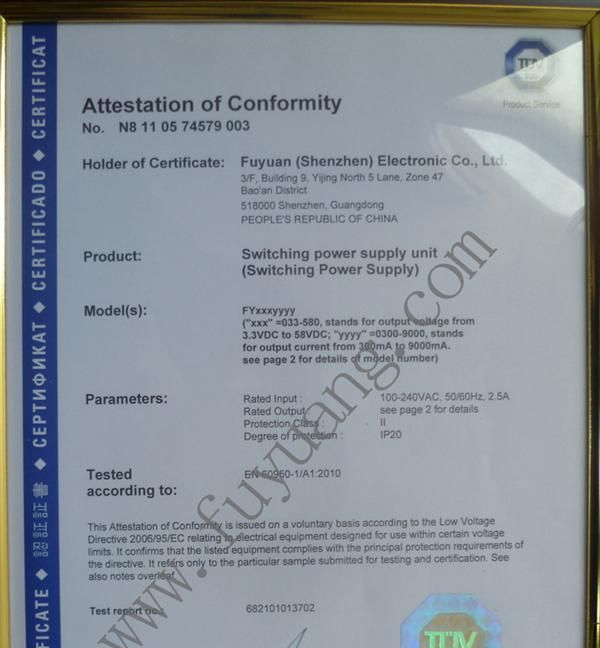 TÜV
SÜD
Product Service
Attestation of Conformity
No. N8 11 05 74579 003
Holder of Certificate: Fuyuan (Shenzhen) Electronic Co., Ltd.
3/F, Building 9, Yijing North 5 Lane, Zone 47
Bao'an District
518000 Shenzhen, Guangdong
PEOPLE'S REPUBLIC OF CHINA
Product: Switching power supply unit
(Switching Power Supply)
Model(s): FYxxxyyyy
("xxx" =033-580, stands for output voltage from
3.3VDC to 58VDC; "yyyy" =0300-9000, stands
for output current from 300mA to 9000mA.
see page 2 for details of model number)
Parameters: Rated Input : 100-240VAC, 50/60Hz, 2.5A
Rated Output : see page 2 for details
Protection Class : II
Degree of protection : IP20
Tested
according to: EN 60950-1/A1:2010
This Attestation of Conformity is issued on a voluntary basis according to the Low Voltage
Directive 2006/95/EC relating to electrical equipment designed for use within certain voltage
limits. It confirms that the listed equipment complies with the principal protection requirements of
the directive. It refers only to the particular sample submitted for testing and certification. See
also notes overleaf.
Test report no.: 682101013702
TÜV
FICATE ◆ 認証証書 ◆ СЕРТИФИКАТ ◆ CERTIFICADO ◆ CERTIFICAT
www.fuyuang.com